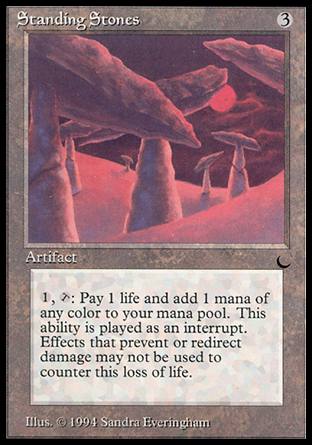 Standing Stones 3
Artifact
1, : Pay 1 life and add 1 mana of
any color to your mana pool. This
ability is played as an interrupt.
Effects that prevent or redirect
damage may not be used to
counter this loss of life.
Illus. © 1994 Sandra Everingham